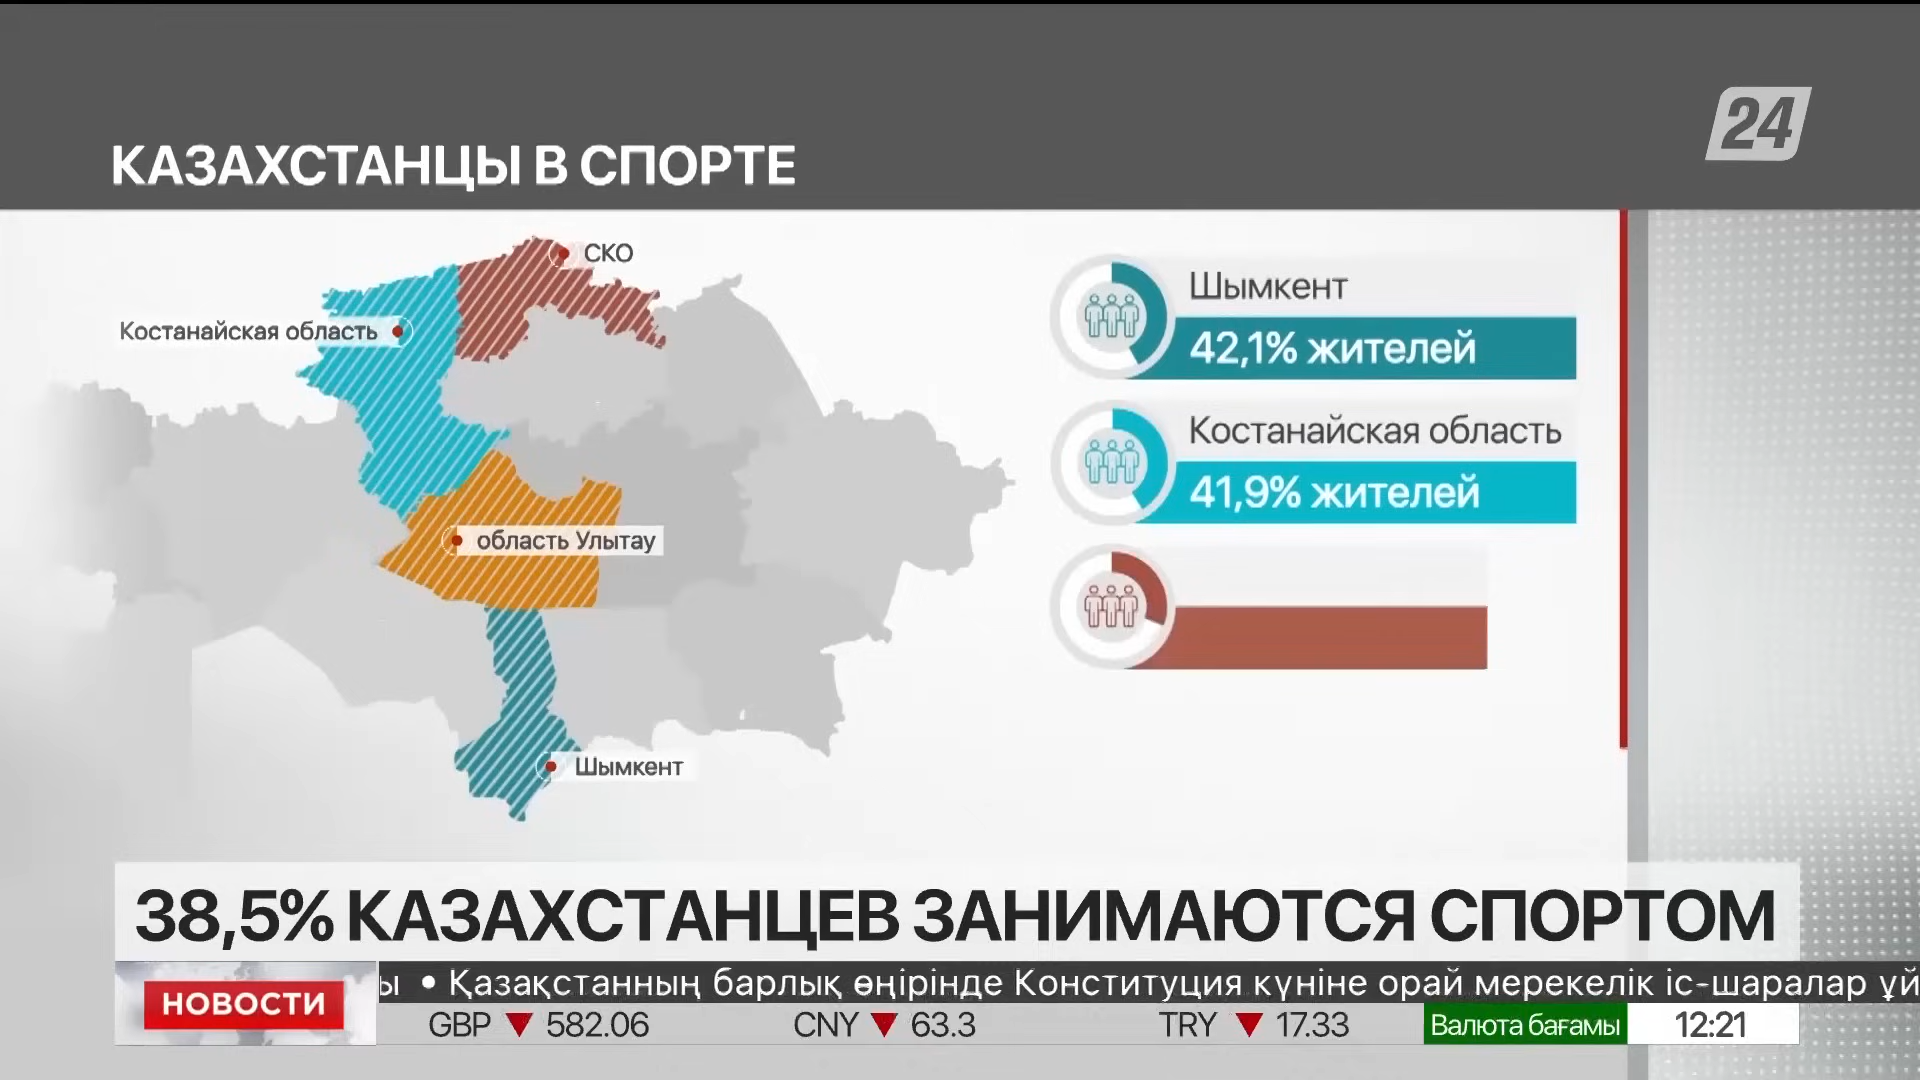 24
КАЗАХСТАНЦЫ В СПОРТЕ
СКО
Костанайская область
область Улытау
Шымкент
Шымкент
42,1% жителей
Костанайская область
41,9% жителей
38,5% КАЗАХСТАНЦЕВ ЗАНИМАЮТСЯ СПОРТОМ
НОВОСТИ
ы • Қазақстанның барлық өңірінде Конституция күніне орай мерекелік іс-шаралар ұй
GBP ▼ 582.06 CNY ▼ 63.3 TRY ▼ 17.33 Валюта бағамы 12:21